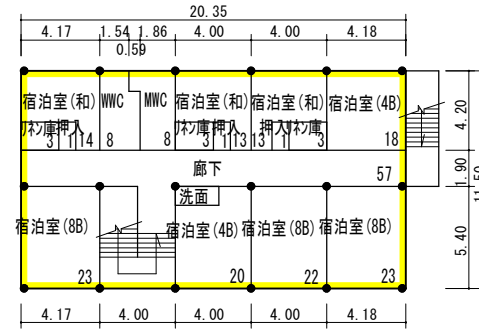 20.35
4.17 1.54 1.86 4.00 4.00 4.18
0.59
宿泊室(和) WWC MWC 宿泊室(和) 宿泊室(和) 宿泊室(4B)
ﾘﾈﾝ庫 押入 ﾘﾈﾝ庫 押入 押入 ﾘﾈﾝ庫
3 1 14 8 8 3 1 13 13 1 3 18
4.20
廊下 57
1.90
11.50
洗面
宿泊室(8B) 宿泊室(4B) 宿泊室(8B) 宿泊室(8B)
5.40
23 20 22 23
4.17 4.00 4.00 4.00 4.18